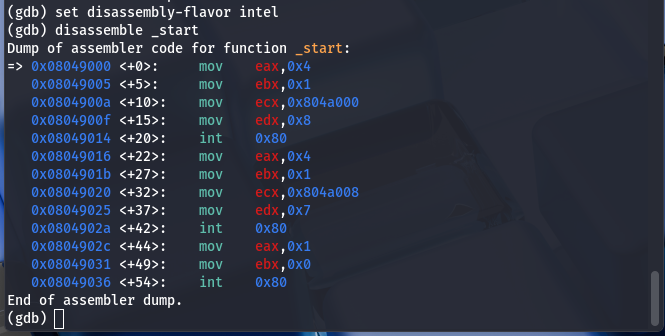 (gdb) set disassembly-flavor intel
(gdb) disassemble _start
Dump of assembler code for function _start:
=> 0x08049000 <+0>:     mov    eax,0x4
   0x08049005 <+5>:     mov    ebx,0x1
   0x0804900a <+10>:    mov    ecx,0x804a000
   0x0804900f <+15>:    mov    edx,0x8
   0x08049014 <+20>:    int    0x80
   0x08049016 <+22>:    mov    eax,0x4
   0x0804901b <+27>:    mov    ebx,0x1
   0x08049020 <+32>:    mov    ecx,0x804a008
   0x08049025 <+37>:    mov    edx,0x7
   0x0804902a <+42>:    int    0x80
   0x0804902c <+44>:    mov    eax,0x1
   0x08049031 <+49>:    mov    ebx,0x0
   0x08049036 <+54>:    int    0x80
End of assembler dump.
(gdb)